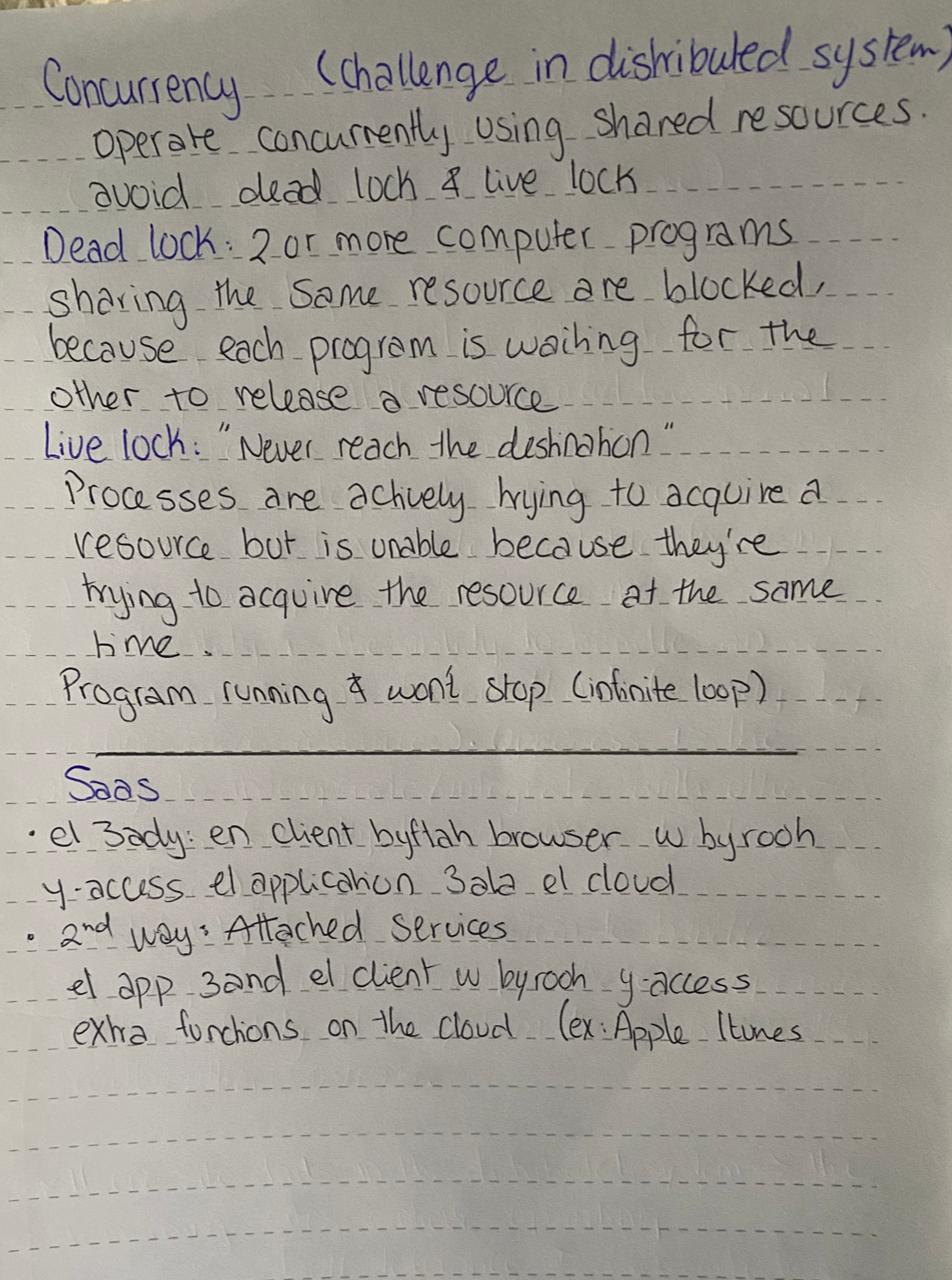 Concurrency (Challenge in distributed system)
operate concurrently using shared resources.
avoid dead lock & live lock
Dead lock: 2 or more computer programs
sharing the same resource are blocked,
because each program is waiting for the
other to release a resource
Live lock: "Never reach the destination"
Processes are actively trying to acquire a
resource but is unable because they're
trying to acquire the resource at the same
time.
Program running & won't stop (infinite loop)
Saas
• el 3ady: en client byftah browser w byrooh
y-access el application 3ala el cloud
• 2nd way: Attached Services
el app 3and el client w byrooh y-access
extra functions on the cloud (ex: Apple Itunes